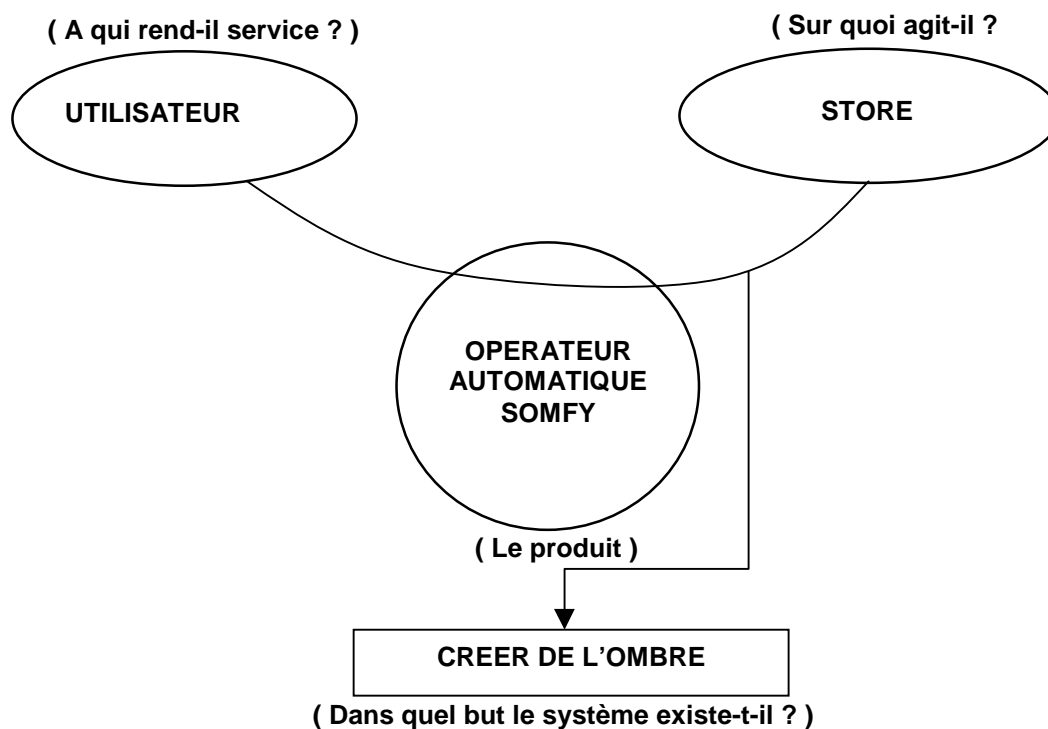 ( A qui rend-il service ? )
( Sur quoi agit-il ?
UTILISATEUR
STORE
OPERATEUR
AUTOMATIQUE
SOMFY
( Le produit )
CREER DE L'OMBRE
( Dans quel but le système existe-t-il ? )